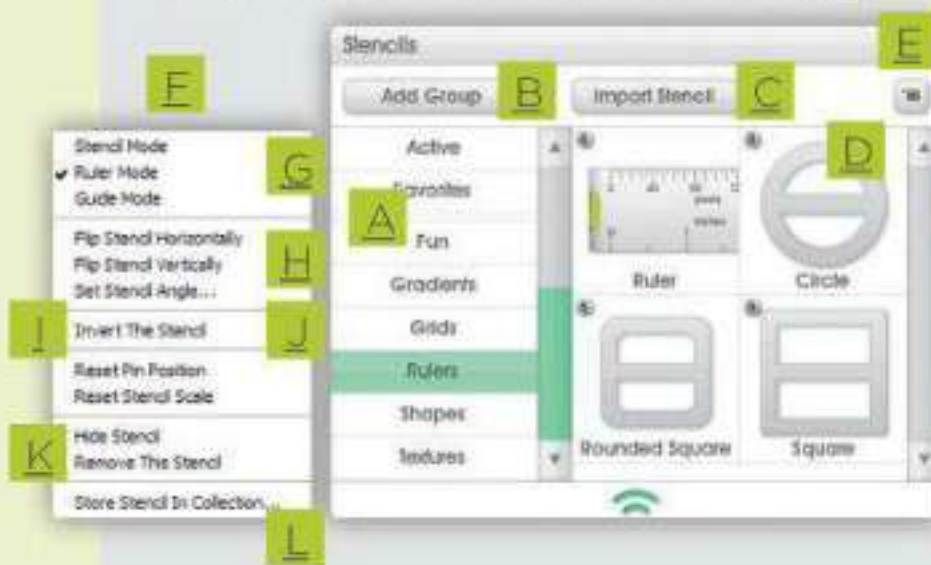 Stencils
E
F
Add Group
B
Import Stencil
C
Stencil Mode
Ruler Mode
Guide Mode
G
Flip Stencil Horizontally
Flip Stencil Vertically
Set Stencil Angle...
H
I
Invert The Stencil
J
Reset Pin Position
Reset Stencil Scale
Hide Stencil
Remove This Stencil
K
Store Stencil In Collection...
L
Active
Favorites
A
Fun
Gradients
Grids
Rulers
Shapes
Textures
D
Ruler
Circle
Rounded Square
Square